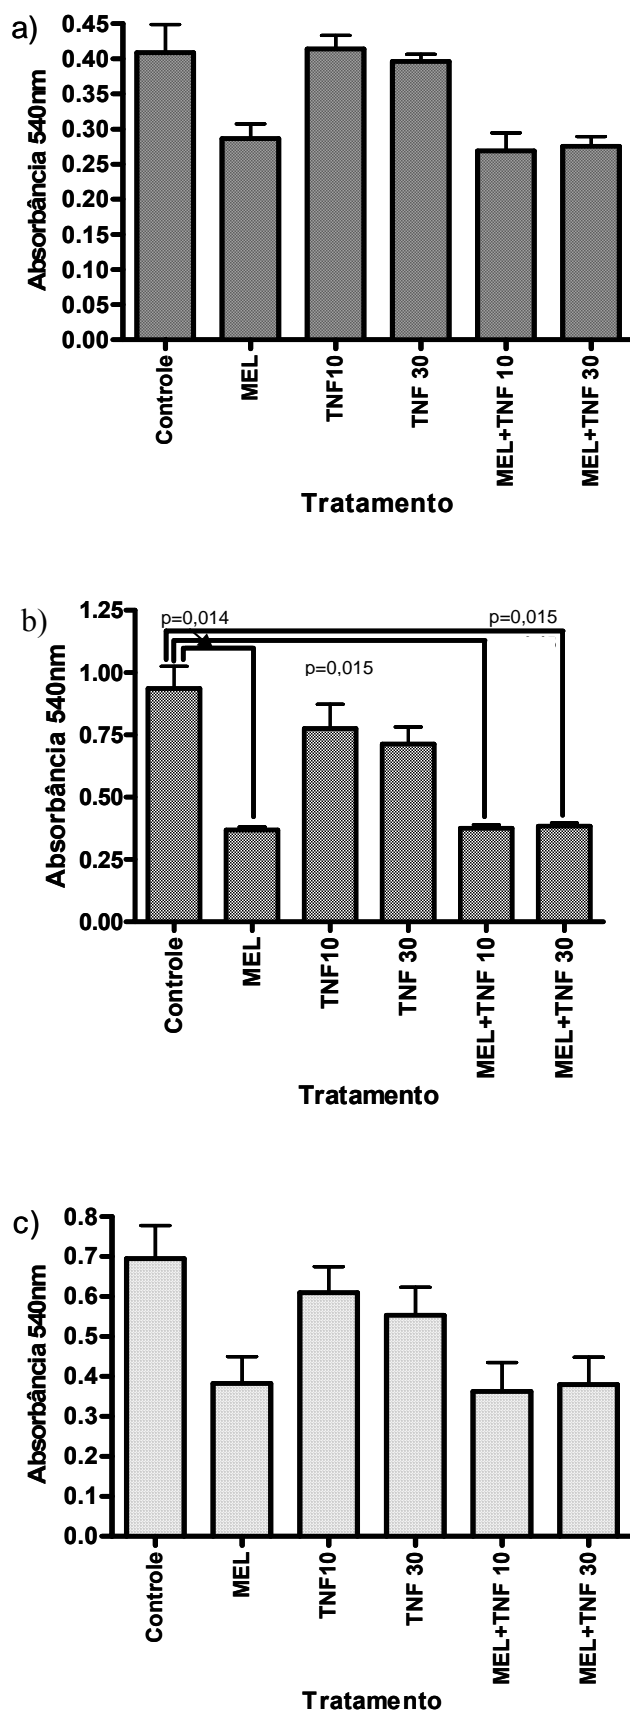 a)
Absorbância 540nm
0.45
0.40
0.35
0.30
0.25
0.20
0.15
0.10
0.05
0.00
Controle
MEL
TNF10
TNF 30
MEL+TNF 10
MEL+TNF 30
Tratamento
b)
Absorbância 540nm
1.25
1.00
0.75
0.50
0.25
0.00
p=0,014
p=0,015
p=0,015
Controle
MEL
TNF10
TNF 30
MEL+TNF 10
MEL+TNF 30
Tratamento
c)
Absorbância 540nm
0.8
0.7
0.6
0.5
0.4
0.3
0.2
0.1
0.0
Controle
MEL
TNF10
TNF 30
MEL+TNF 10
MEL+TNF 30
Tratamento